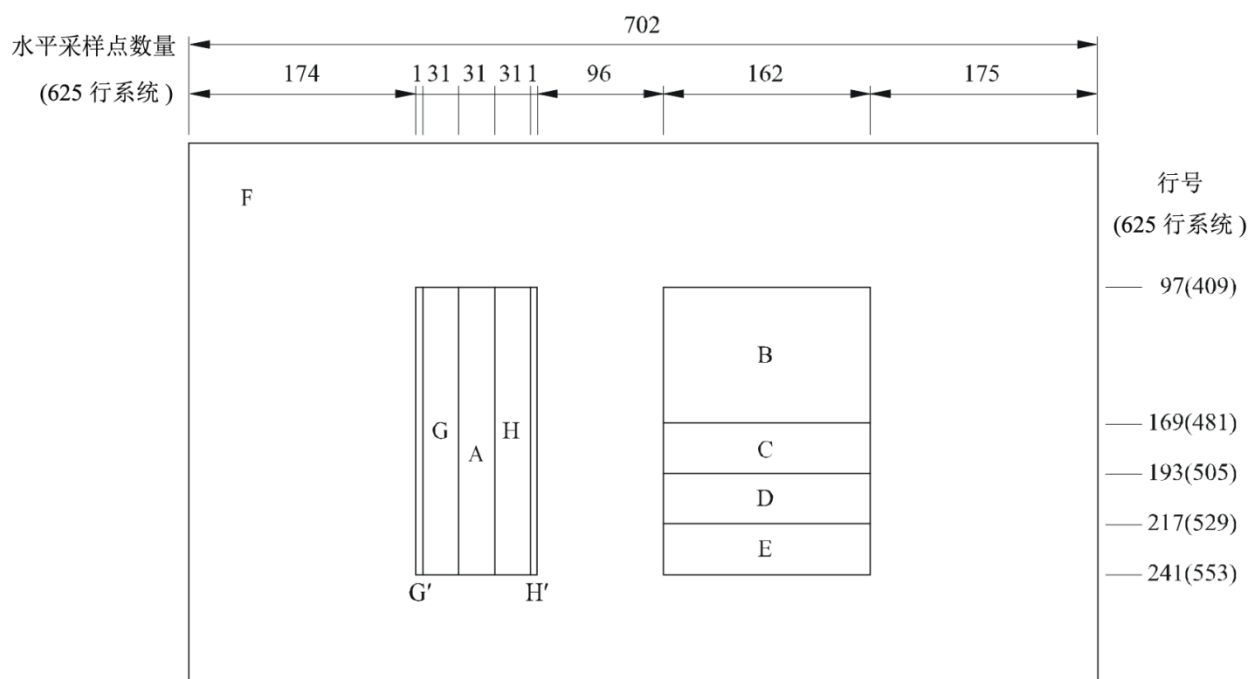 702
水平采样点数量
174 1 31 31 31 1 96 162 175
(625 行系统)
F
行号
(625 行系统)
97(409)
B
169(481)
G A H
C
193(505)
D
217(529)
E
241(553)
G′ H′